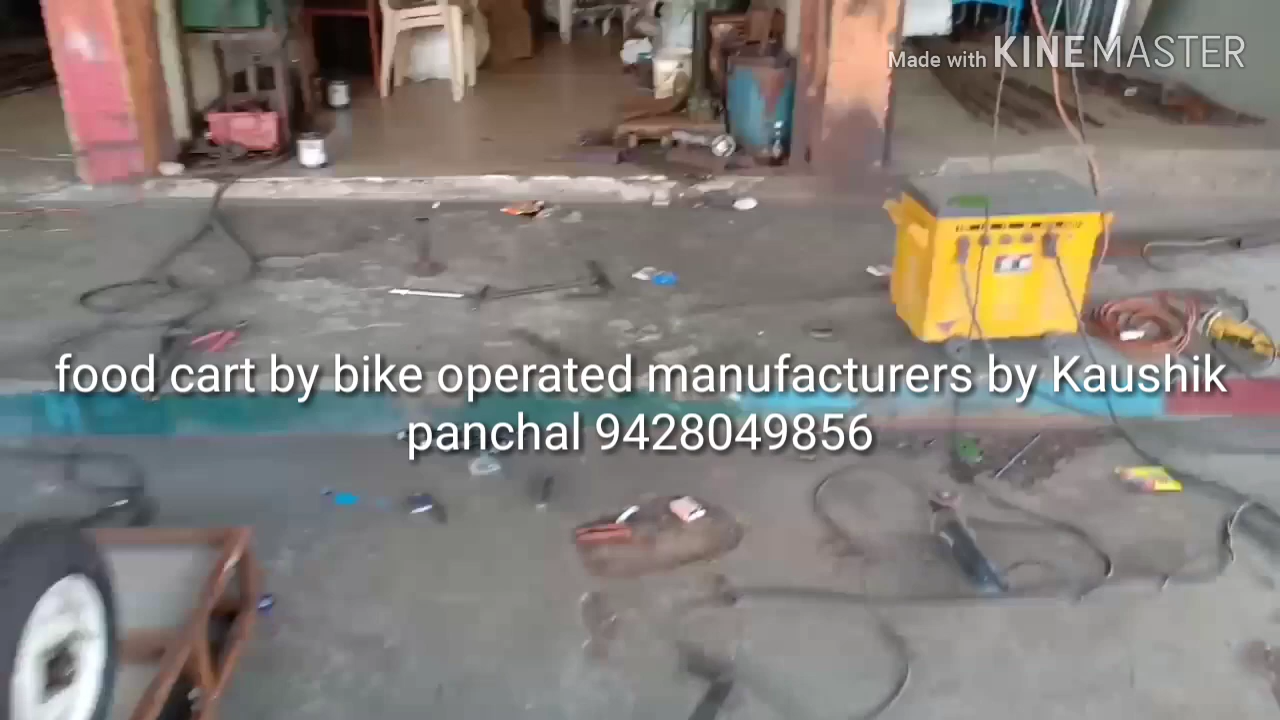 Made with KINEMASTER
food cart by bike operated manufacturers by Kaushik
panchal 9428049856